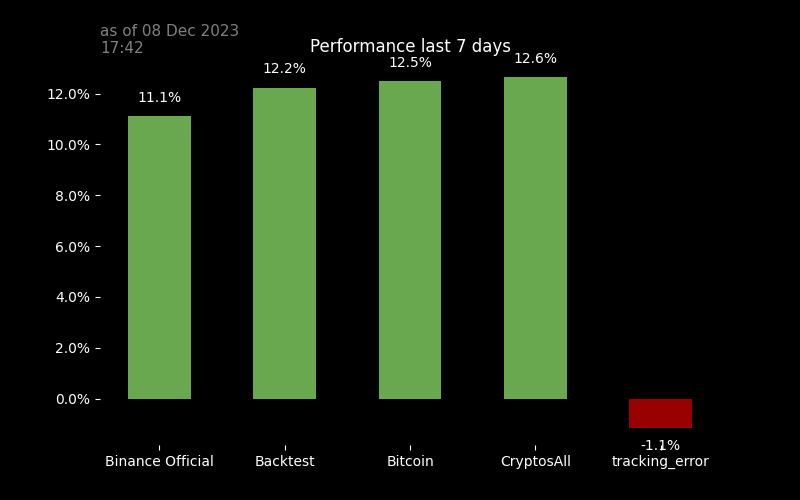 as of 08 Dec 2023
17:42
Performance last 7 days
12.0%
10.0%
8.0%
6.0%
4.0%
2.0%
0.0%
11.1%
12.2%
12.5%
12.6%
-1.1%
Binance Official
Backtest
Bitcoin
CryptosAll
tracking_error